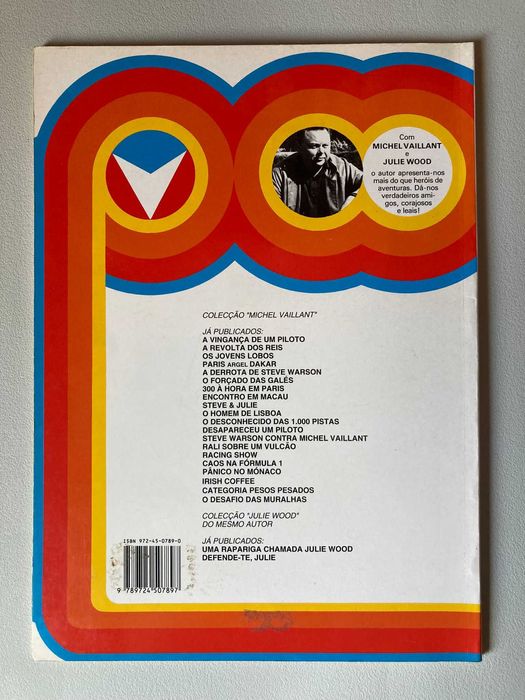 Com
MICHEL VAILLANT
e
JULIE WOOD
o autor apresenta-nos
mais do que heróis de
aventuras. Dá-nos
verdadeiros ami-
gos, corajosos
e leais!
COLECÇÃO "MICHEL VAILLANT"
JÁ PUBLICADOS:
A VINGANÇA DE UM PILOTO
A REVOLTA DOS REIS
OS JOVENS LOBOS
PARIS ARGEL DAKAR
A DERROTA DE STEVE WARSON
O FORÇADO DAS GALÉS
300 À HORA EM PARIS
ENCONTRO EM MACAU
STEVE & JULIE
O HOMEM DE LISBOA
O DESCONHECIDO DAS 1.000 PISTAS
DESAPARECEU UM PILOTO
STEVE WARSON CONTRA MICHEL VAILLANT
RALI SOBRE UM VULCÃO
RACING SHOW
CAOS NA FÓRMULA 1
PÂNICO NO MÓNACO
IRISH COFFEE
CATEGORIA PESOS PESADOS
O DESAFIO DAS MURALHAS
COLECÇÃO "JULIE WOOD"
DO MESMO AUTOR
JÁ PUBLICADOS:
UMA RAPARIGA CHAMADA JULIE WOOD
DEFENDE-TE, JULIE
ISBN 972-45-0789-0
9 789724 507897